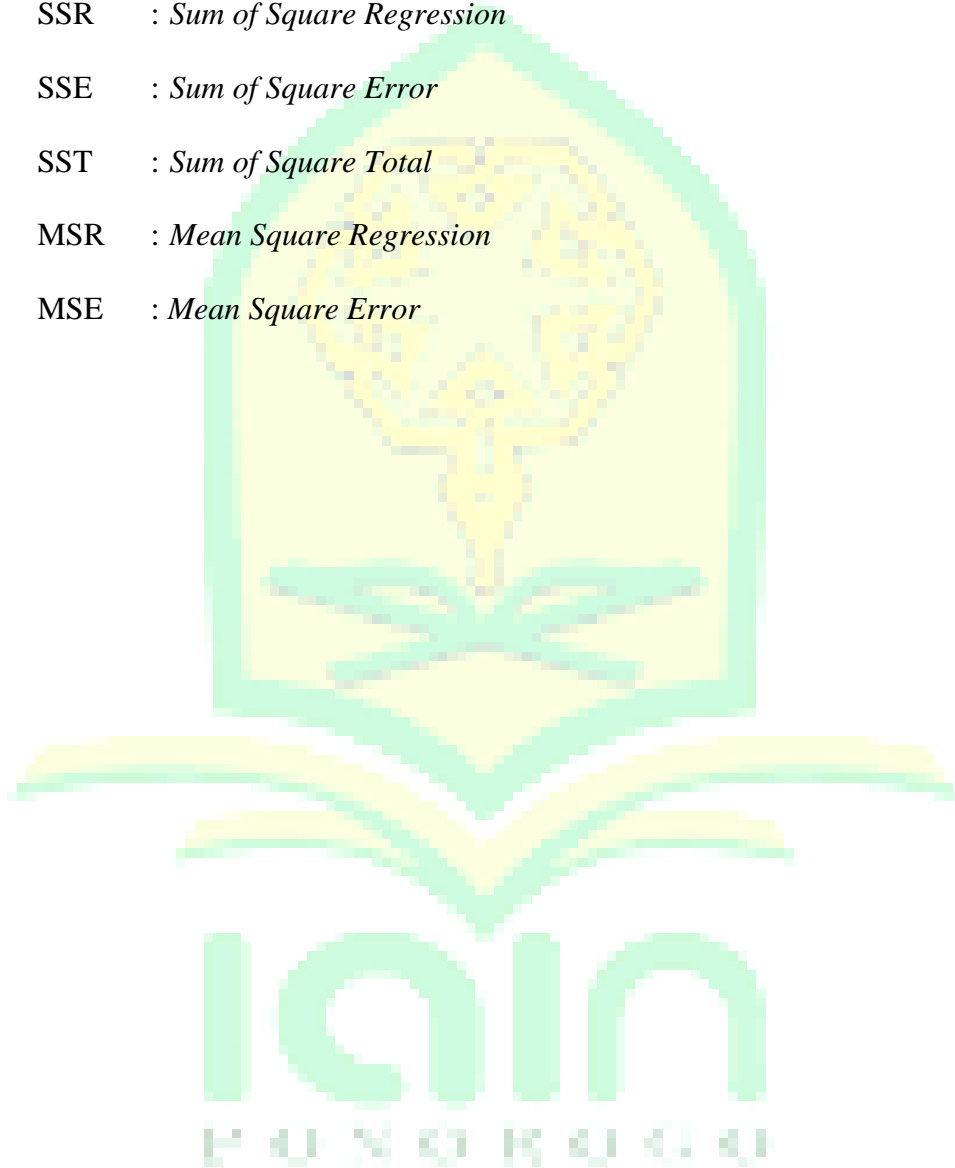 SSR : Sum of Square Regression
SSE : Sum of Square Error
SST : Sum of Square Total
MSR : Mean Square Regression
MSE : Mean Square Error
iain
PONOROGO